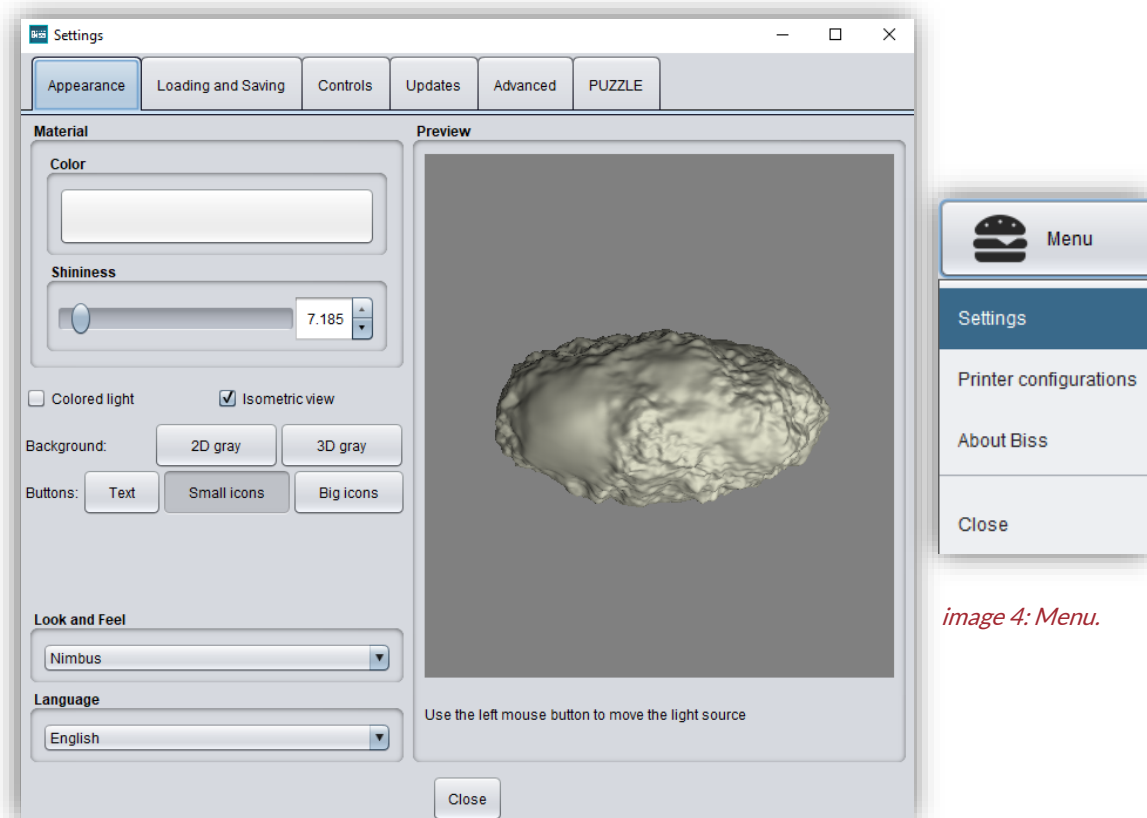 Biss Settings
Appearance Loading and Saving Controls Updates Advanced PUZZLE
Material
Color
Shininess
7.185
Colored light Isometric view
Background: 2D gray 3D gray
Buttons: Text Small icons Big icons
Look and Feel
Nimbus
Language
English
Preview
Use the left mouse button to move the light source
Close
Menu
Settings
Printer configurations
About Biss
Close
image 4: Menu.